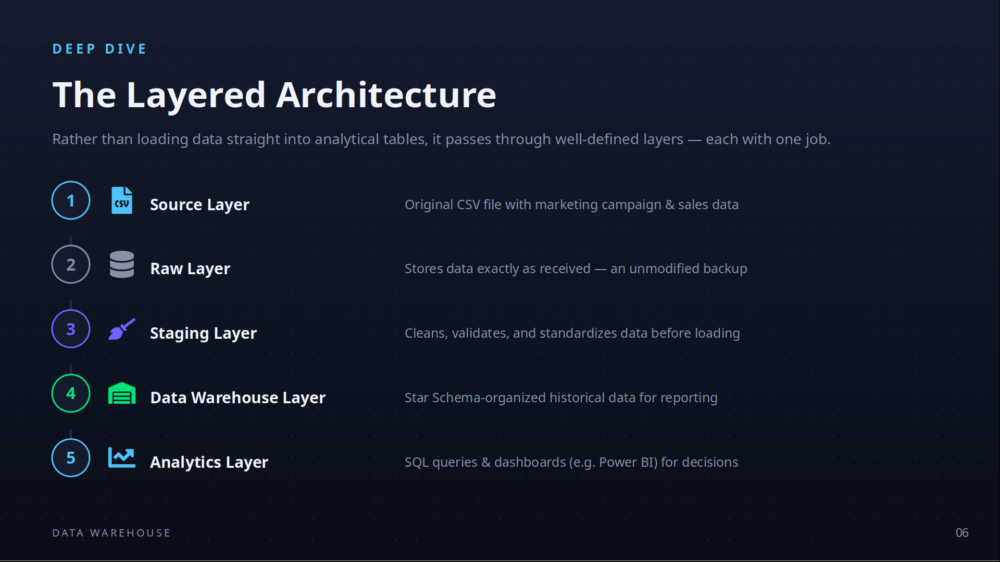 DEEP DIVE
The Layered Architecture
Rather than loading data straight into analytical tables, it passes through well-defined layers — each with one job.
1 CSV Source Layer Original CSV file with marketing campaign & sales data
2 Raw Layer Stores data exactly as received — an unmodified backup
3 Staging Layer Cleans, validates, and standardizes data before loading
4 Data Warehouse Layer Star Schema-organized historical data for reporting
5 Analytics Layer SQL queries & dashboards (e.g. Power BI) for decisions
DATA WAREHOUSE 06